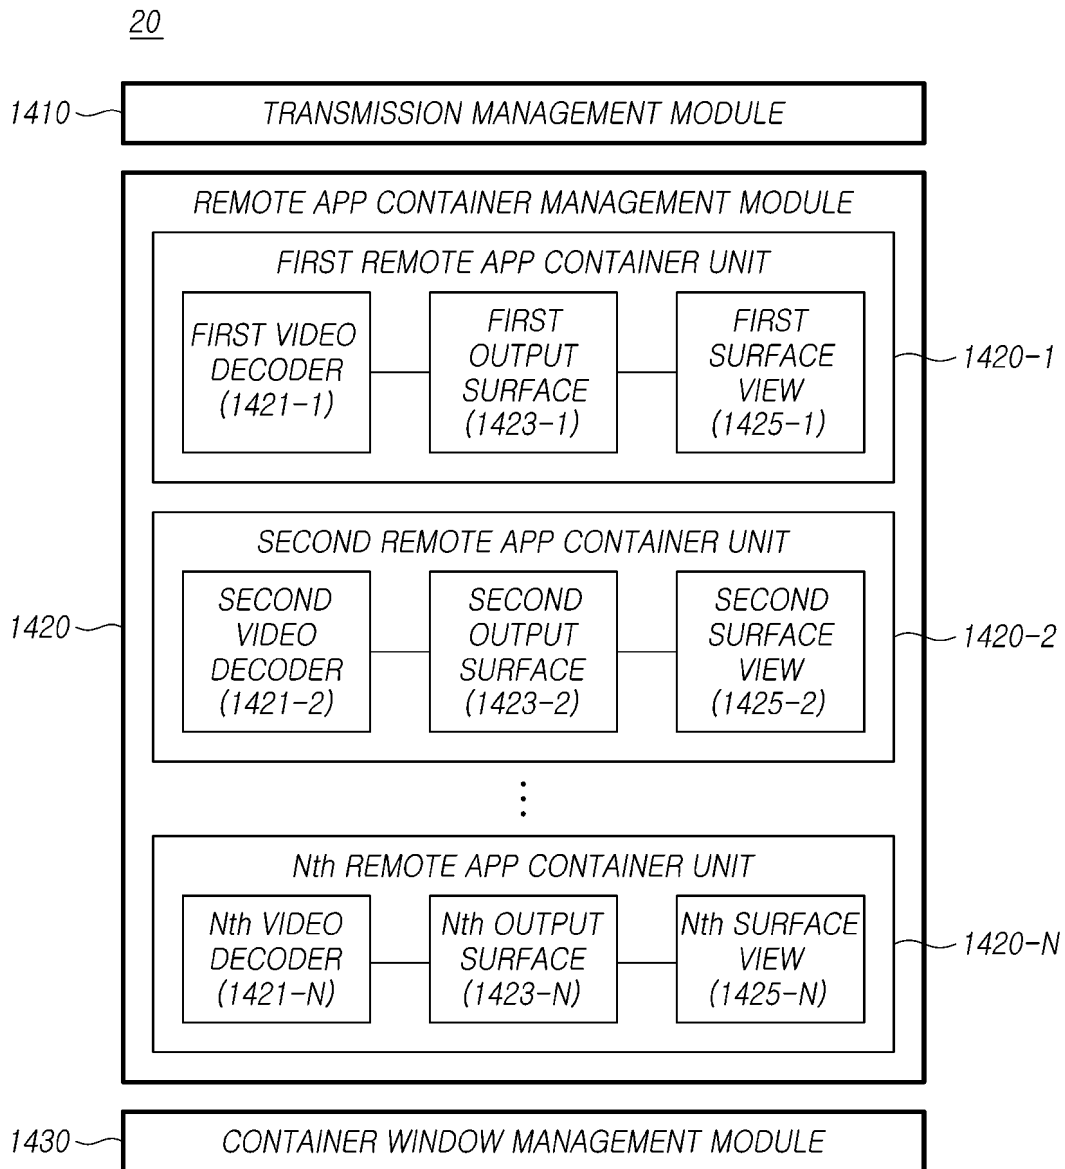 20
1410
TRANSMISSION MANAGEMENT MODULE
REMOTE APP CONTAINER MANAGEMENT MODULE
FIRST REMOTE APP CONTAINER UNIT
FIRST VIDEO
DECODER
(1421-1)
FIRST
OUTPUT
SURFACE
(1423-1)
FIRST
SURFACE
VIEW
(1425-1)
1420-1
SECOND REMOTE APP CONTAINER UNIT
SECOND
VIDEO
DECODER
(1421-2)
SECOND
OUTPUT
SURFACE
(1423-2)
SECOND
SURFACE
VIEW
(1425-2)
1420
1420-2
Nth REMOTE APP CONTAINER UNIT
Nth VIDEO
DECODER
(1421-N)
Nth OUTPUT
SURFACE
(1423-N)
Nth SURFACE
VIEW
(1425-N)
1420-N
1430
CONTAINER WINDOW MANAGEMENT MODULE